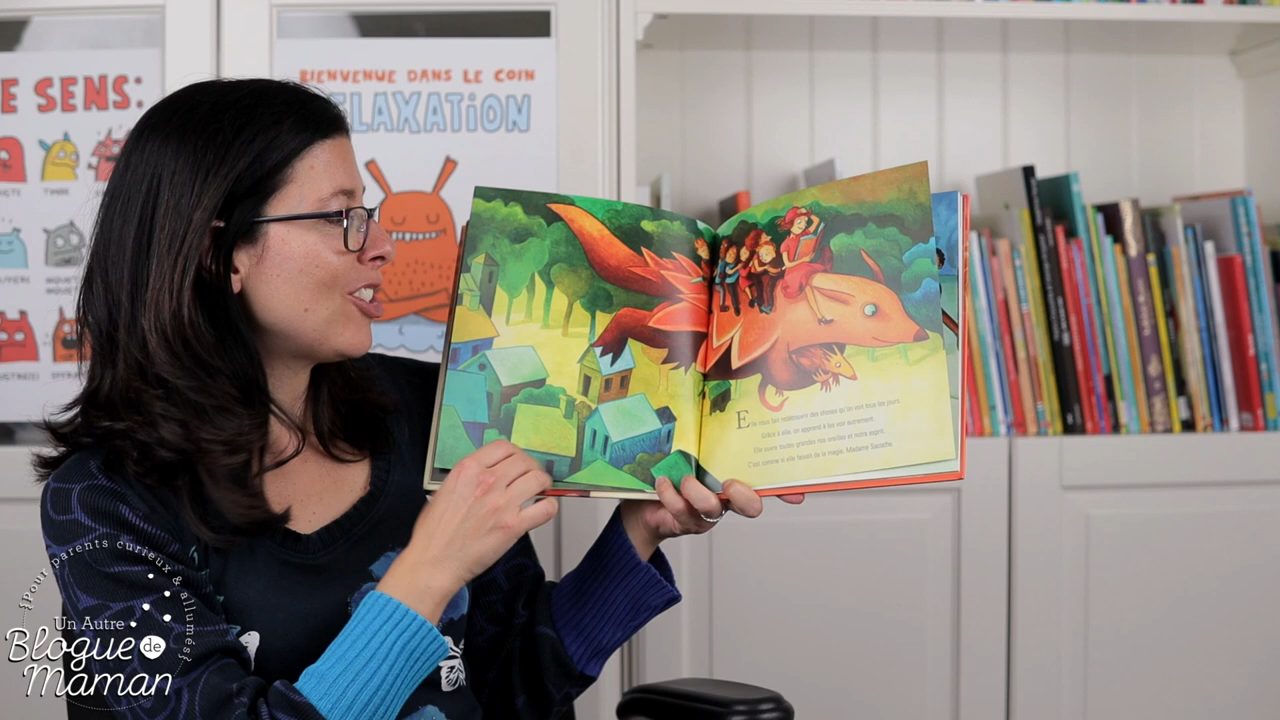 E SENS:
TIMIDE
BIENVENUE DANS LE COIN
RELAXATION
Elle nous fait redécouvrir des choses qu'on voit tous les jours.
Grâce à elle, on apprend à les voir autrement.
Elle ouvre toutes grandes nos oreilles et notre esprit.
C'est comme si elle faisait de la magie, Madame Sacoche.
{Pour parents curieux & allumés}
Un Autre
Blogue de
Maman